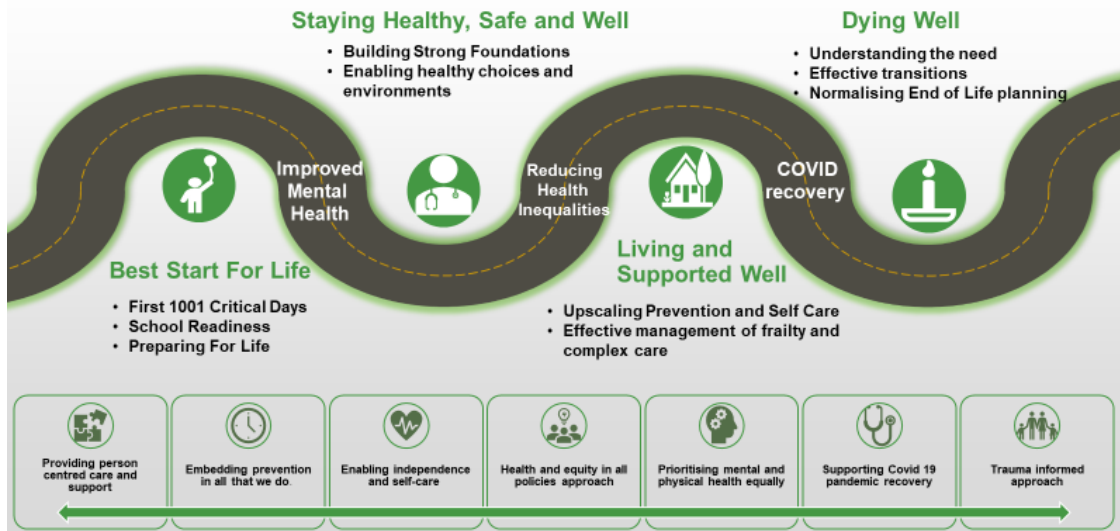 Staying Healthy, Safe and Well
• Building Strong Foundations
• Enabling healthy choices and
environments
Dying Well
• Understanding the need
• Effective transitions
• Normalising End of Life planning
Improved
Mental
Health
Reducing
Health
Inequalities
COVID
recovery
Best Start For Life
• First 1001 Critical Days
• School Readiness
• Preparing For Life
Living and
Supported Well
• Upscaling Prevention and Self Care
• Effective management of frailty and
complex care
Providing person
centred care and
support
Embedding prevention
in all that we do.
Enabling independence
and self-care
Health and equity in all
policies approach
Prioritising mental and
physical health equally
Supporting Covid 19
pandemic recovery
Trauma informed
approach